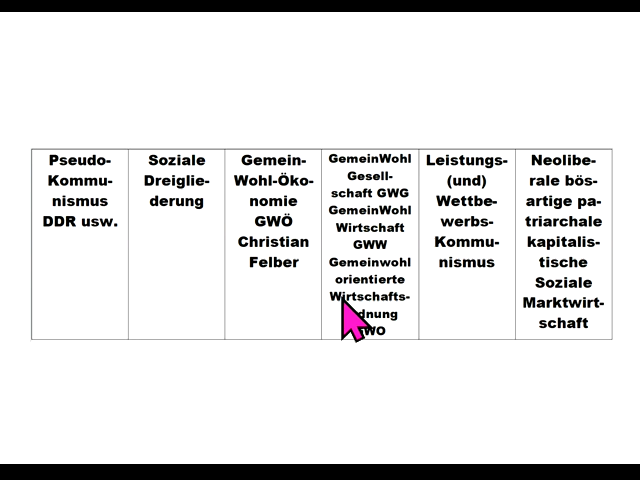 Pseudo-
Kommu-
nismus
DDR usw.
Soziale
Dreiglie-
derung
Gemein-
Wohl-Öko-
nomie
GWÖ
Christian
Felber
GemeinWohl
Gesell-
schaft GWG
GemeinWohl
Wirtschaft
GWW
Gemeinwohl
orientierte
Wirtschafts-
dnung
WO
Leistungs-
(und)
Wettbe-
werbs-
Kommu-
nismus
Neolibe-
rale bös-
artige pa-
triarchale
kapitalis-
tische
Soziale
Marktwirt-
schaft